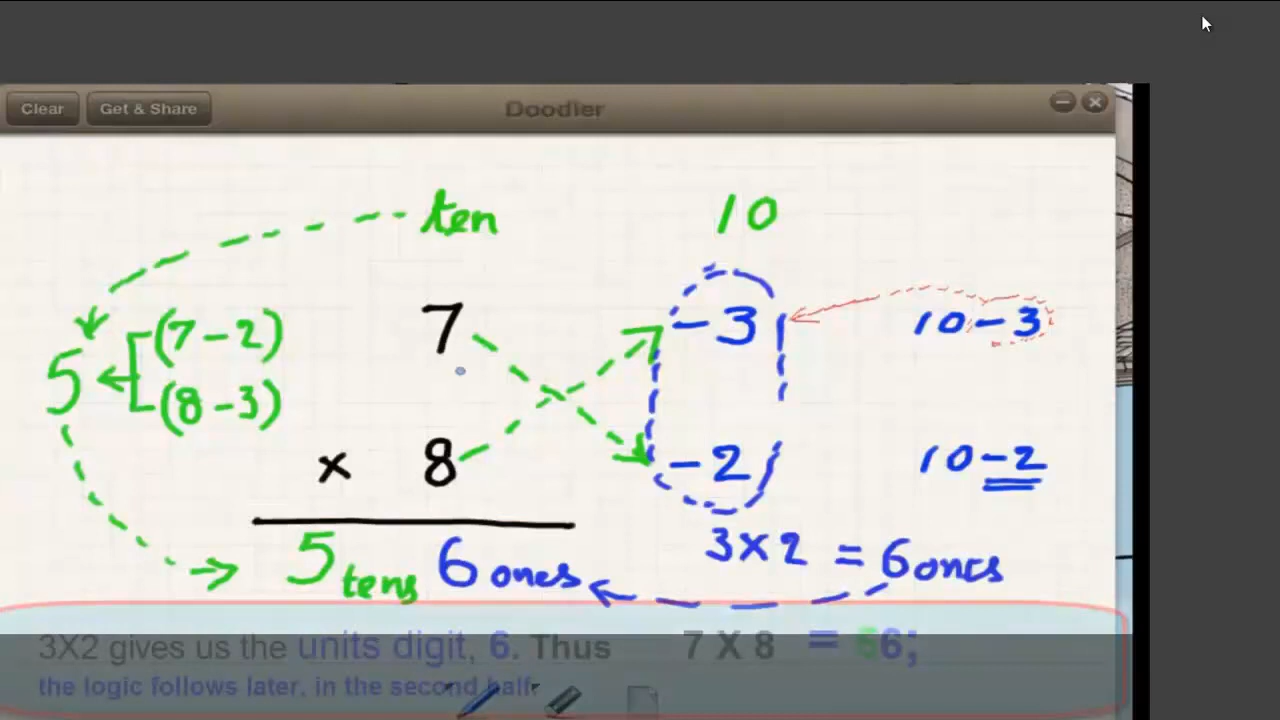 Clear Get & Share Doodler
ten 10
7 -3 10-3
5 (7-2)
(8-3)
x 8 -2 10-2
3x2 = 6 ones
5 tens 6 ones
3X2 gives us the units digit, 6. Thus 7 X 8 = 56;
the logic follows later, in the second half.